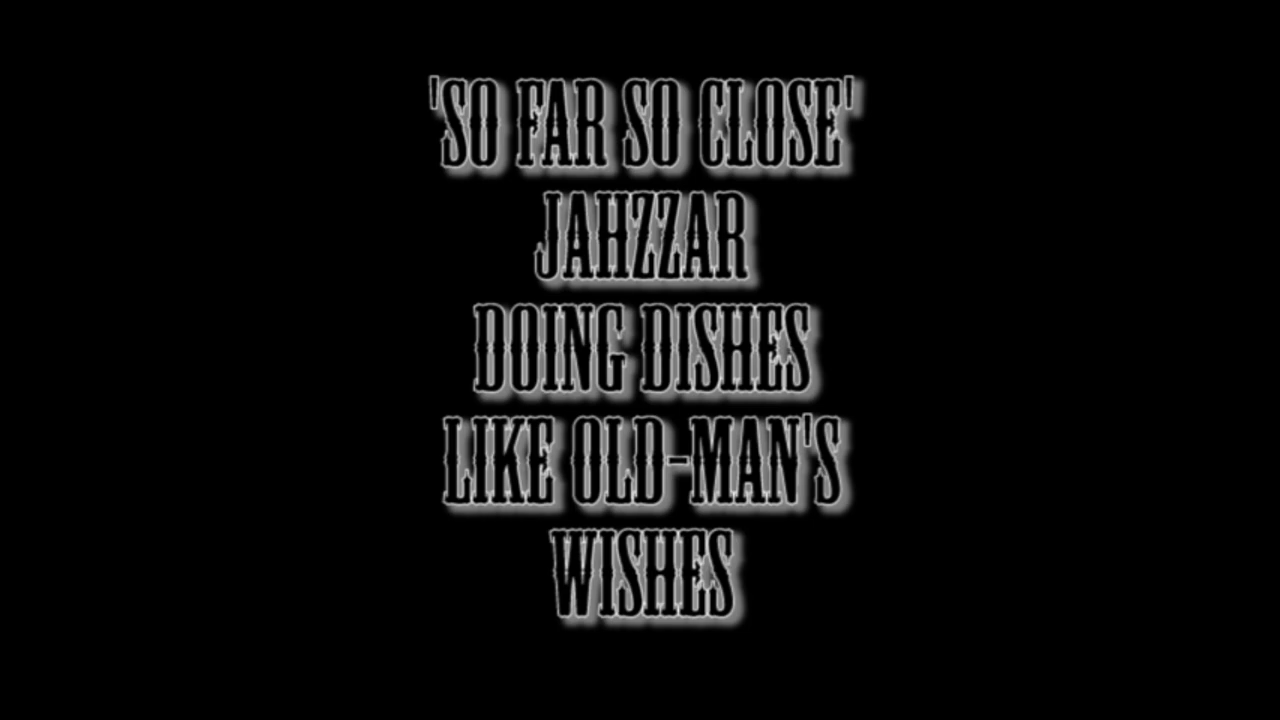 'SO FAR SO CLOSE'
JAHZZAR
DOING DISHES
LIKE OLD-MAN'S
WISHES